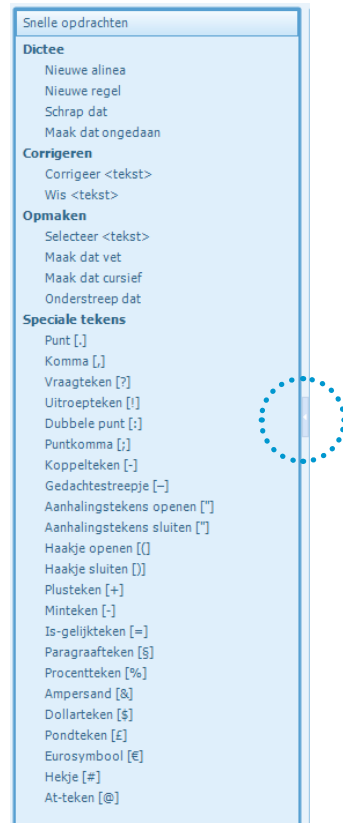 Snelle opdrachten
Dictee
Nieuwe alinea
Nieuwe regel
Schrap dat
Maak dat ongedaan
Corrigeren
Corrigeer <tekst>
Wis <tekst>
Opmaken
Selecteer <tekst>
Maak dat vet
Maak dat cursief
Onderstreep dat
Speciale tekens
Punt [.]
Komma [,]
Vraagteken [?]
Uitroepteken [!]
Dubbele punt [:]
Puntkomma [;]
Koppelteken [-]
Gedachtestreepje [–]
Aanhalingstekens openen ["]
Aanhalingstekens sluiten ["]
Haakje openen [(]
Haakje sluiten [)]
Plusteken [+]
Minteken [-]
Is-gelijkteken [=]
Paragraafteken [§]
Procentteken [%]
Ampersand [&]
Dollarteken [$]
Pondteken [£]
Eurosymbool [€]
Hekje [#]
At-teken [@]